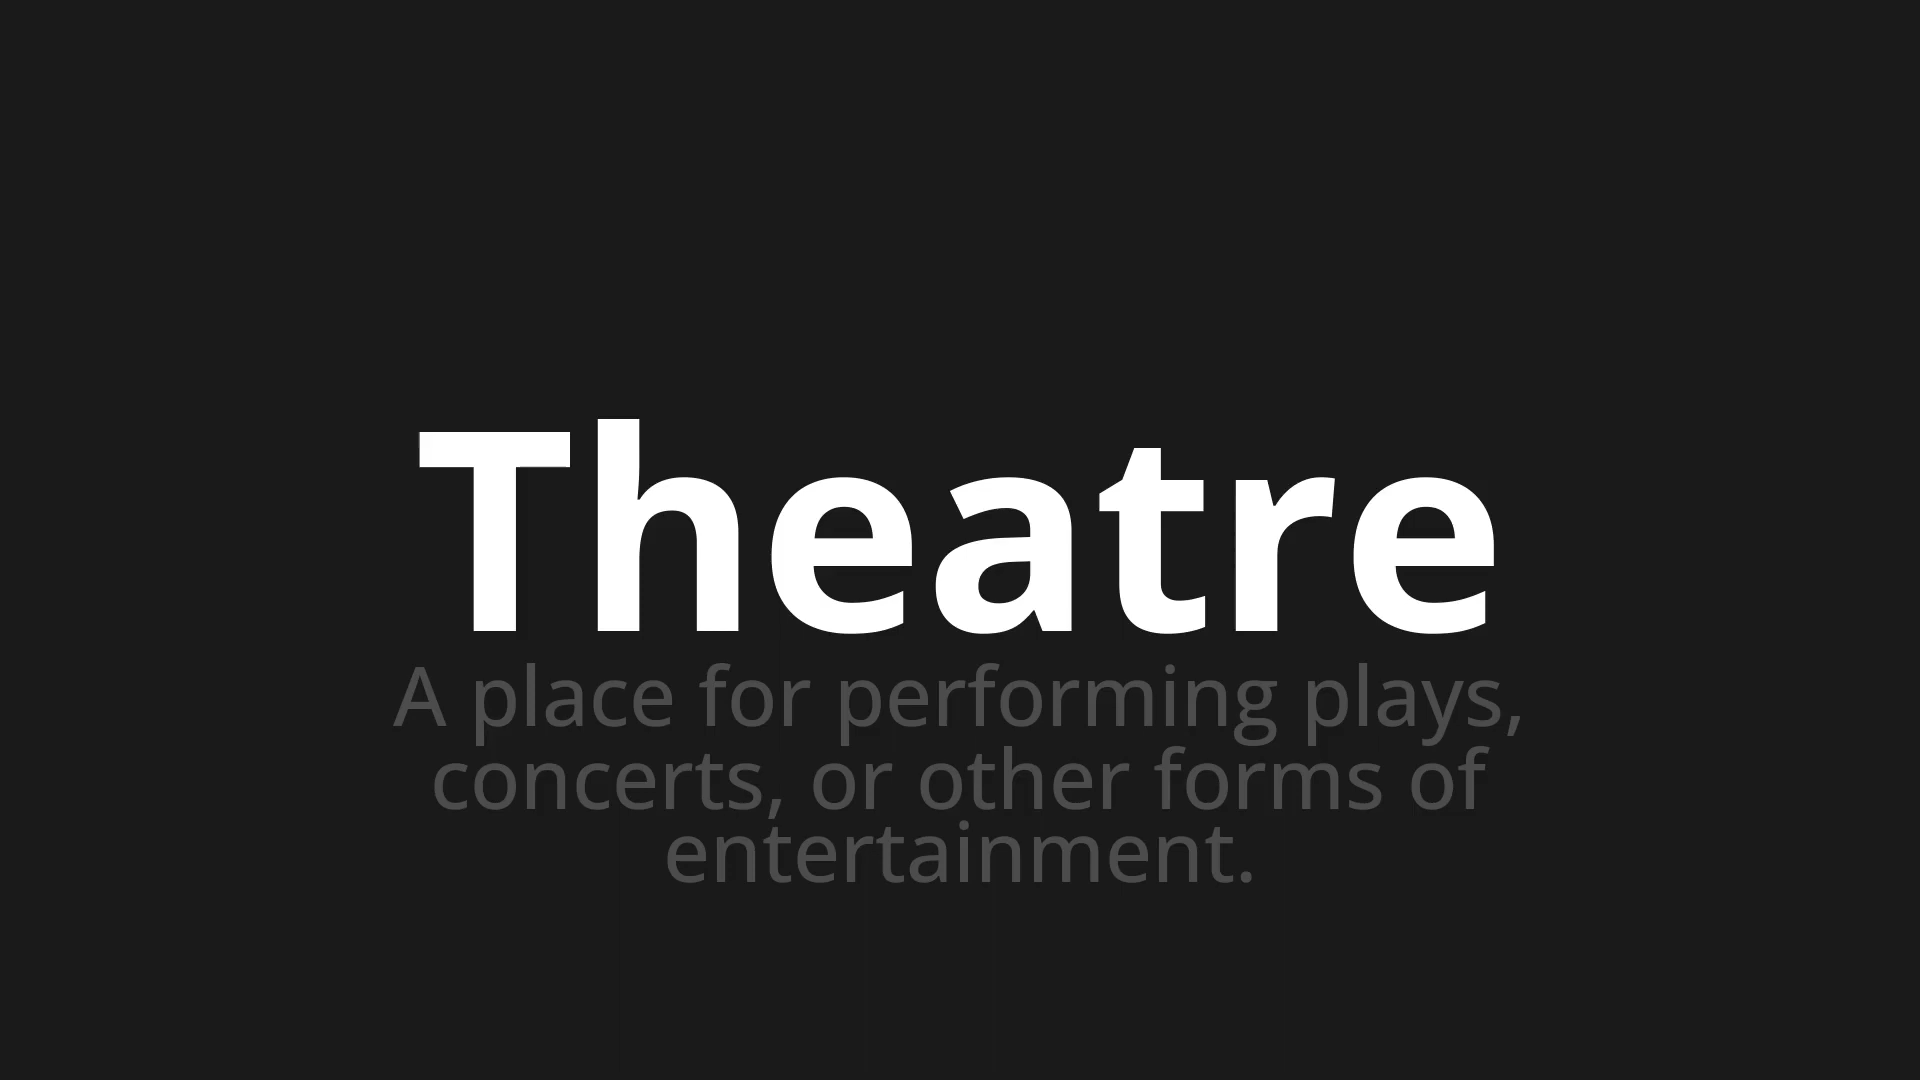 Theatre
A place for performing plays,
concerts, or other forms of
entertainment.